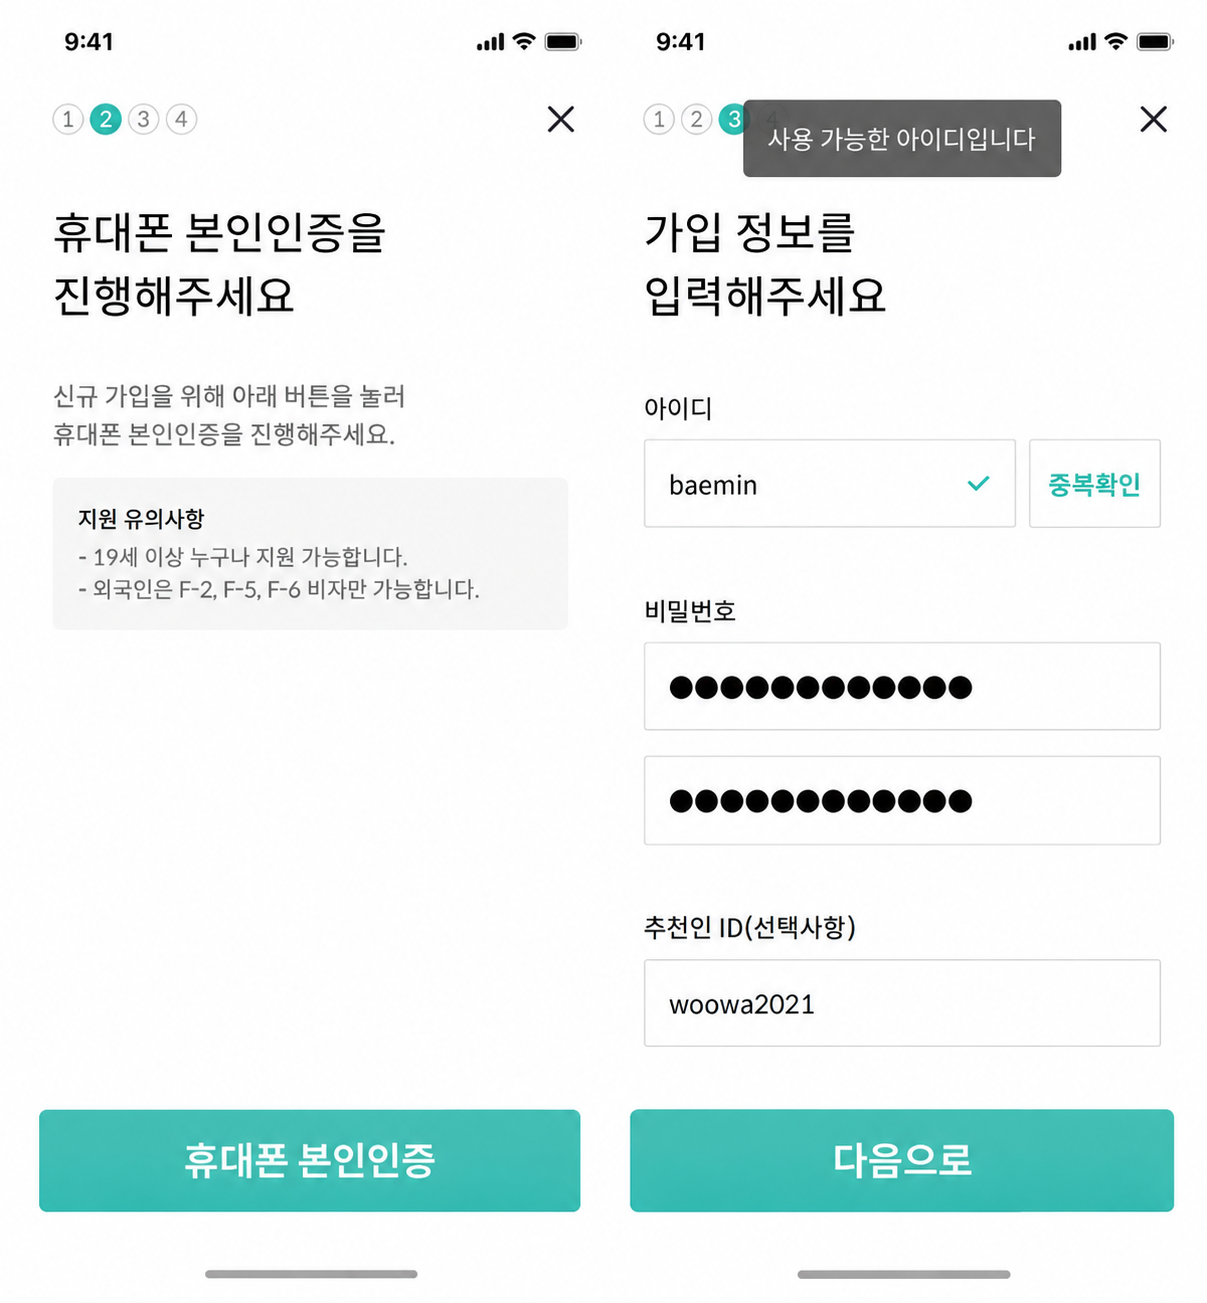 9:41
1 2 3 4
휴대폰 본인인증을
진행해주세요
신규 가입을 위해 아래 버튼을 눌러
휴대폰 본인인증을 진행해주세요.
지원 유의사항
- 19세 이상 누구나 지원 가능합니다.
- 외국인은 F-2, F-5, F-6 비자만 가능합니다.
휴대폰 본인인증
9:41
1 2 3 4
사용 가능한 아이디입니다
가입 정보를
입력해주세요
아이디
baemin
중복확인
비밀번호
●●●●●●●●●●●●
●●●●●●●●●●●●
추천인 ID(선택사항)
woowa2021
다음으로